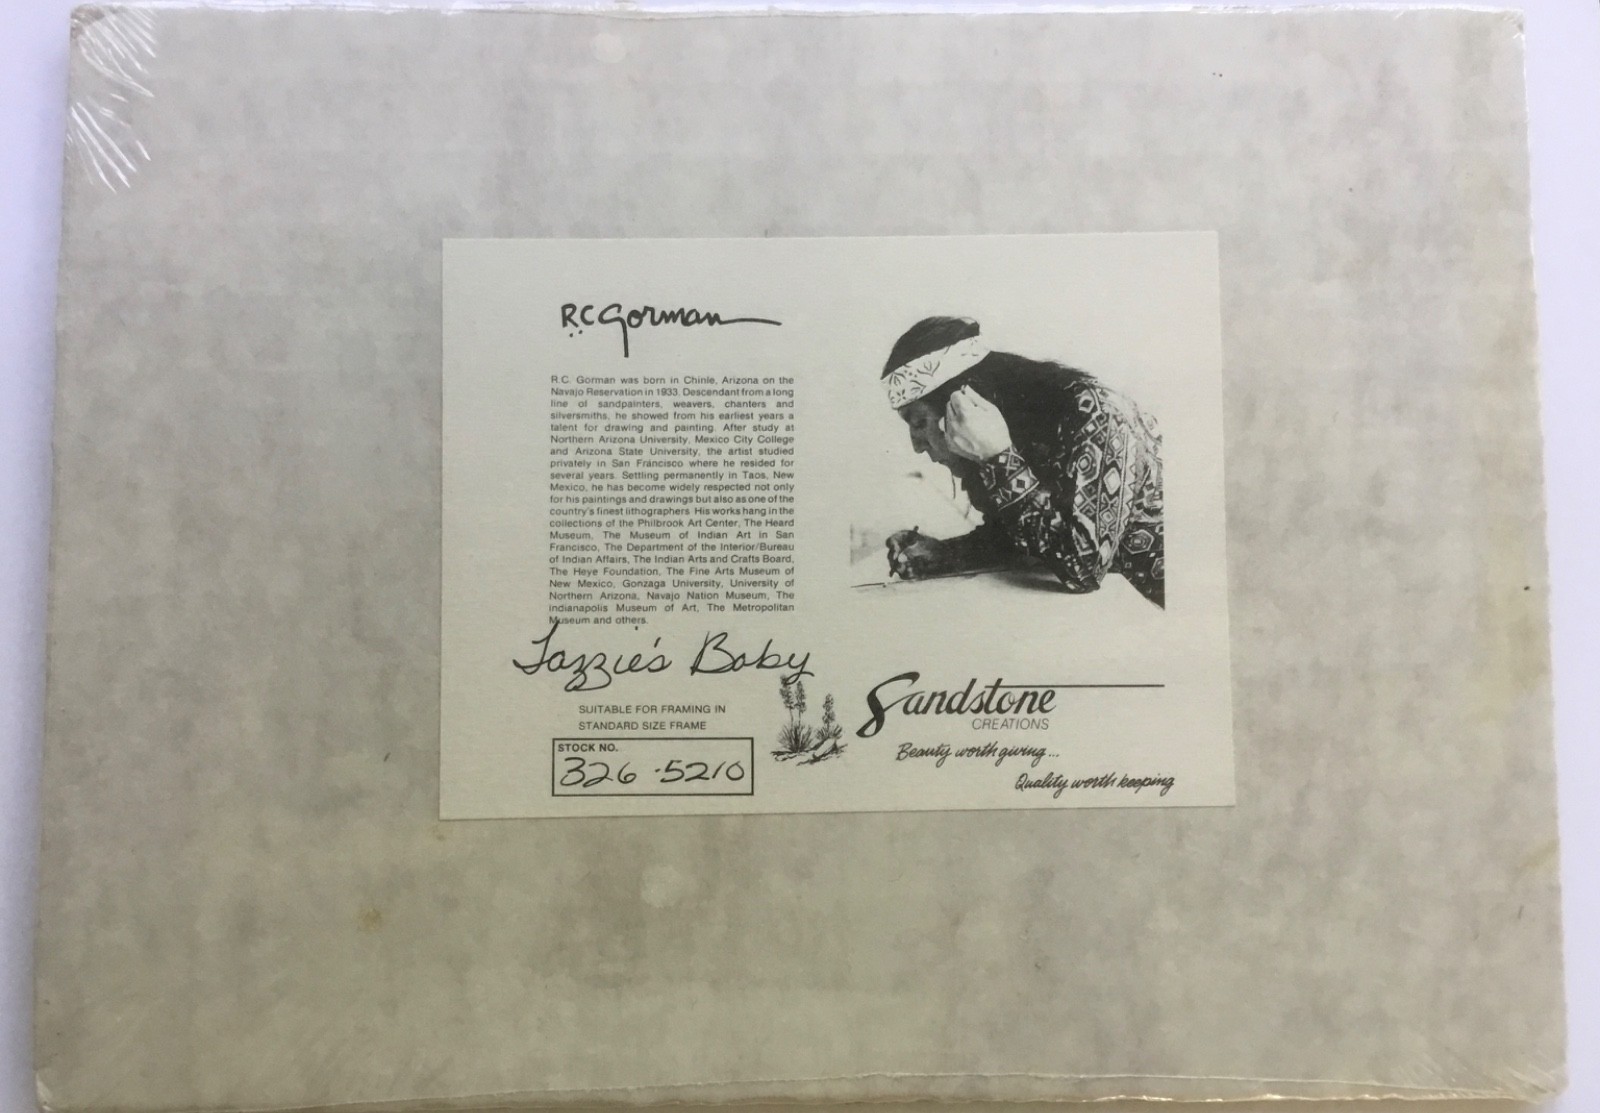 R.C. Gorman
R.C. Gorman was born in Chinle, Arizona on the
Navajo Reservation in 1933. Descendant from a long
line of sandpainters, weavers, chanters and
silversmiths, he showed from his earliest years a
talent for drawing and painting. After study at
Northern Arizona University, Mexico City College
and Arizona State University, the artist studied
privately in San Francisco where he resided for
several years. Settling permanently in Taos, New
Mexico, he has become widely respected not only
for his paintings and drawings but also as one of the
country's finest lithographers. His works hang in the
collections of the Philbrook Art Center, The Heard
Museum, The Museum of Indian Art in San
Francisco, The Department of the Interior/Bureau
of Indian Affairs, The Indian Arts and Crafts Board,
The Heye Foundation, The Fine Arts Museum of
New Mexico, Gonzaga University, University of
Northern Arizona, Navajo Nation Museum, The
Indianapolis Museum of Art, The Metropolitan
Museum and others.
Baby
SUITABLE FOR FRAMING IN
STANDARD SIZE FRAME
STOCK NO.
326-5210
Sandstone
CREATIONS
Beauty worth giving...
Quality worth keeping